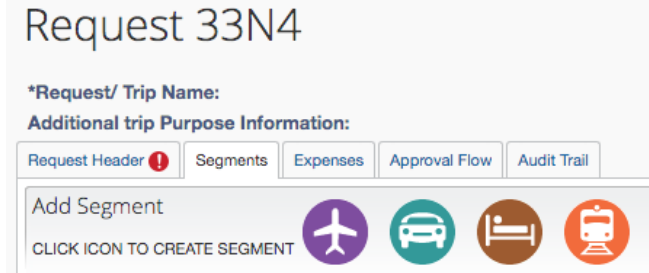 Request 33N4
*Request/ Trip Name:
Additional trip Purpose Information:
Request Header ! Segments Expenses Approval Flow Audit Trail
Add Segment
CLICK ICON TO CREATE SEGMENT